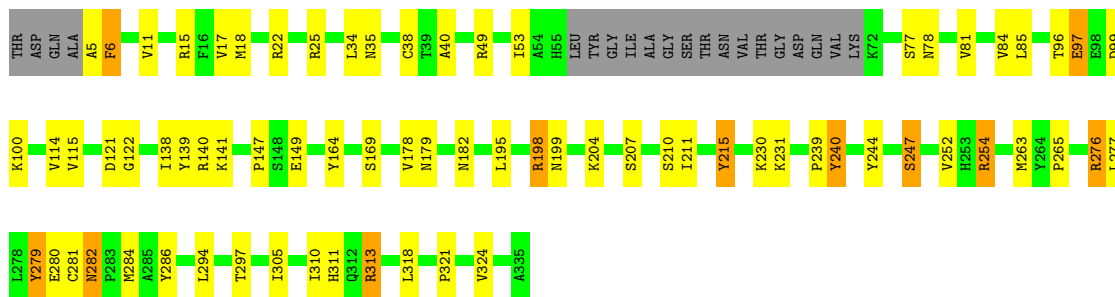 THR ASP GLN ALA A5 F6 V11 R15 F16 V17 M18 R22 R25 L34 N35 C38 T39 A40 R49 I53 A54 H55 LEU TYR GLY ILE ALA GLY SER THR ASN VAL THR GLY ASP GLN VAL LYS K72 S77 N78 V81 V84 L85 T96 E97 E98
K100 V114 V115 D121 G122 I138 Y139 R140 K141 P147 S148 E149 Y164 S169 V178 N179 N182 L195 R198 N199 K204 S207 S210 I211 Y215 K230 K231 P239 Y240 Y244 S247 V252 H253 R254 M263 Y264 P265 R276
L278 Y279 E280 C281 N282 P283 M284 A285 Y286 L294 T297 I305 I310 H311 Q312 R313 L318 P321 V324 A335